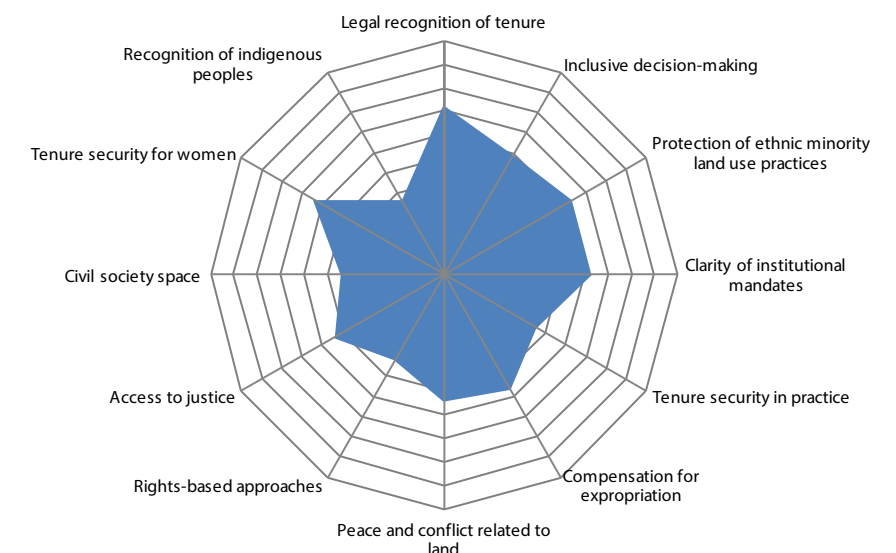 Legal recognition of tenure
Inclusive decision-making
Protection of ethnic minority
land use practices
Clarity of institutional
mandates
Tenure security in practice
Compensation for
expropriation
Peace and conflict related to
land
Rights-based approaches
Access to justice
Civil society space
Tenure security for women
Recognition of indigenous
peoples